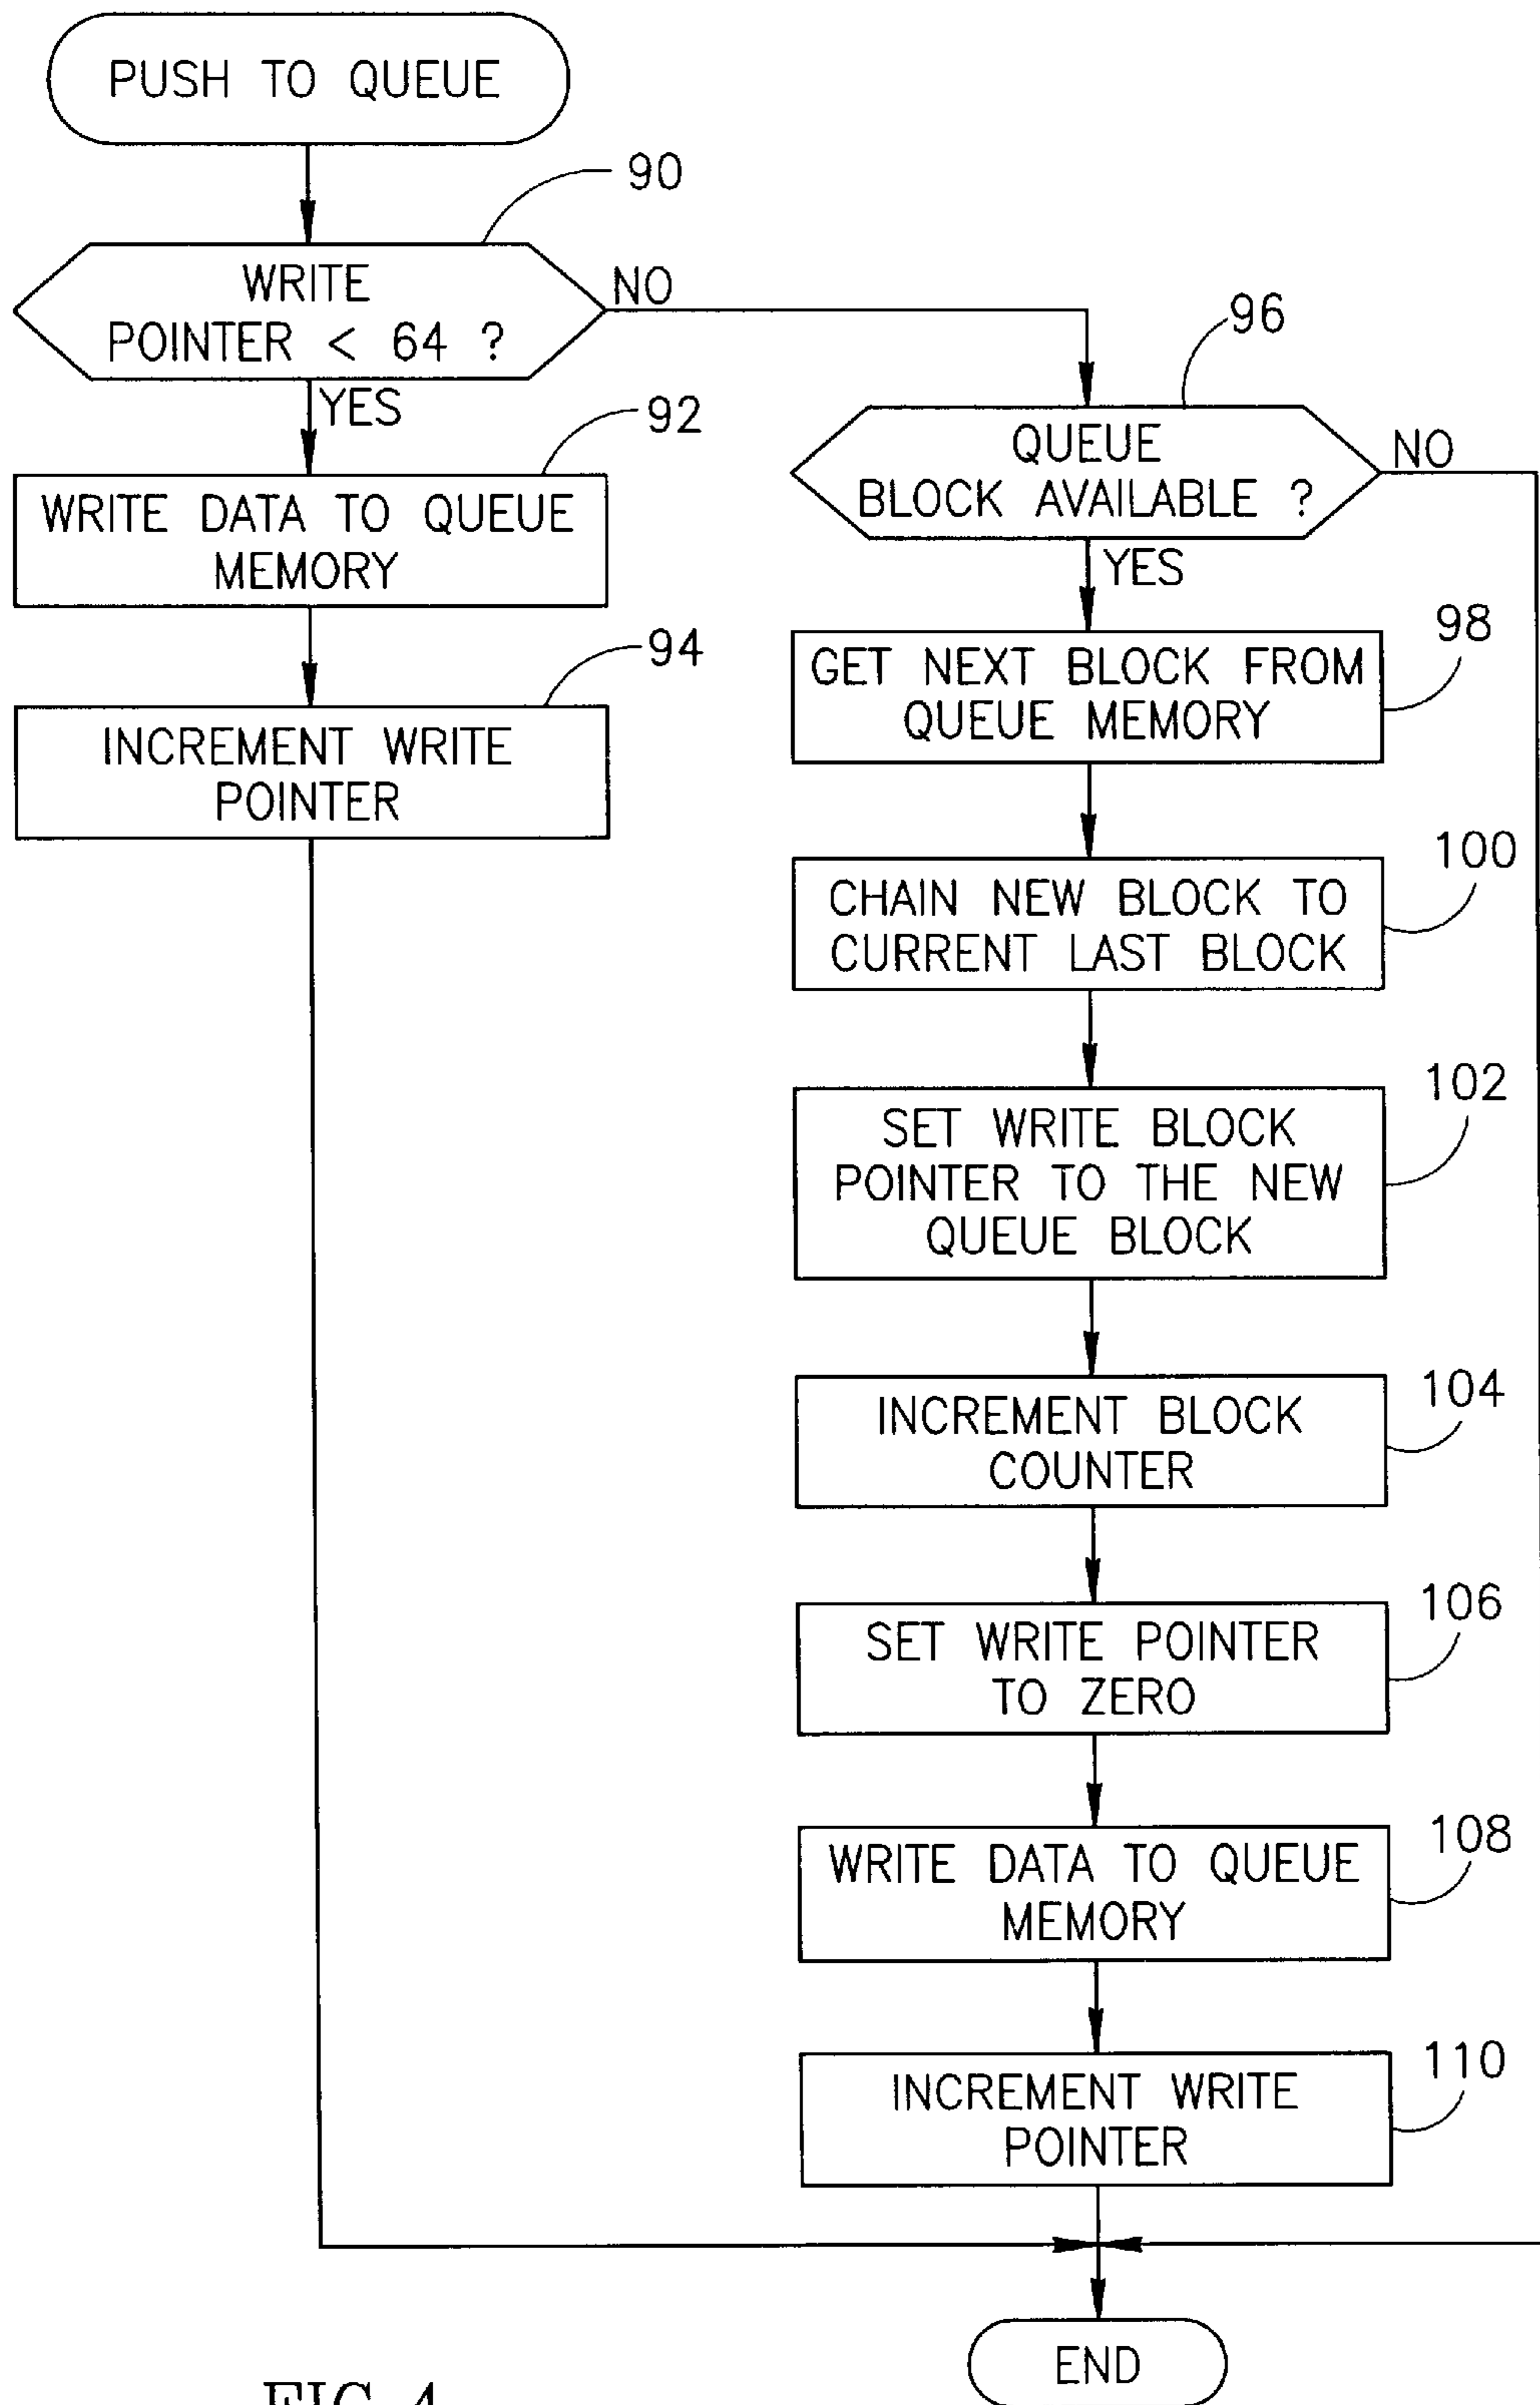 PUSH TO QUEUE
90
WRITE
POINTER < 64 ?
NO
YES
92
WRITE DATA TO QUEUE
MEMORY
94
INCREMENT WRITE
POINTER
96
QUEUE
BLOCK AVAILABLE ?
NO
YES
98
GET NEXT BLOCK FROM
QUEUE MEMORY
100
CHAIN NEW BLOCK TO
CURRENT LAST BLOCK
102
SET WRITE BLOCK
POINTER TO THE NEW
QUEUE BLOCK
104
INCREMENT BLOCK
COUNTER
106
SET WRITE POINTER
TO ZERO
108
WRITE DATA TO QUEUE
MEMORY
110
INCREMENT WRITE
POINTER
END
FIG. 4